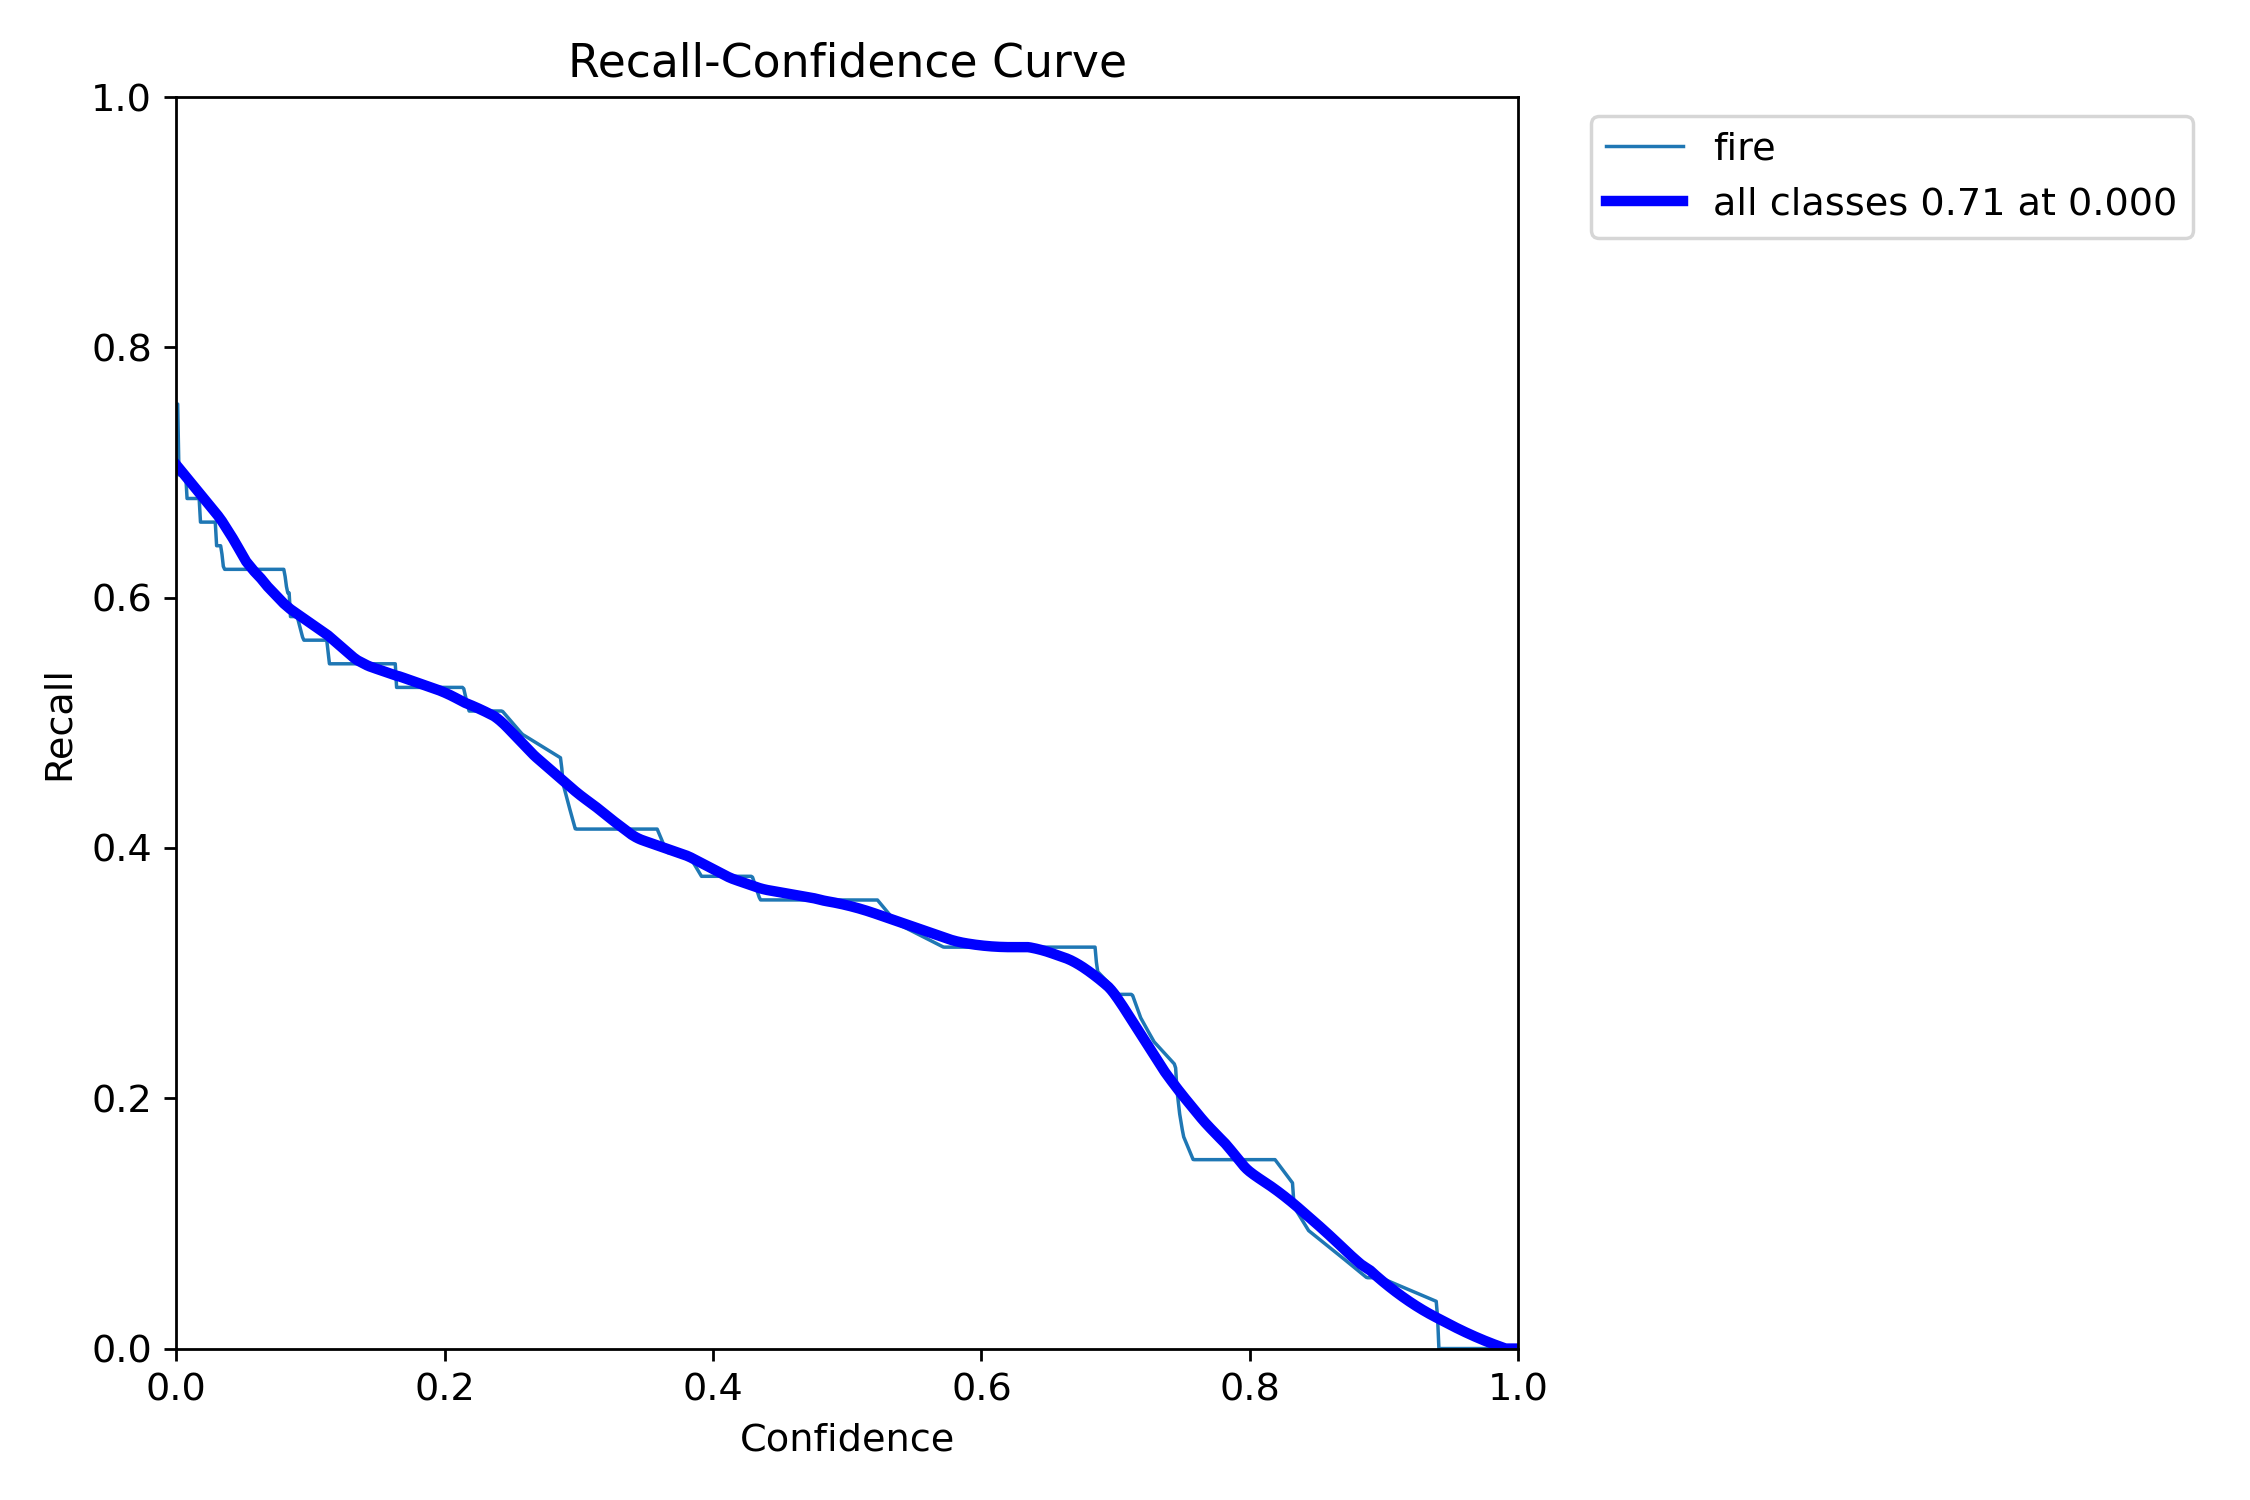 Recall-Confidence Curve
1.0
0.8
0.6
0.4
0.2
0.0
Recall
0.0 0.2 0.4 0.6 0.8 1.0
Confidence
fire
all classes 0.71 at 0.000